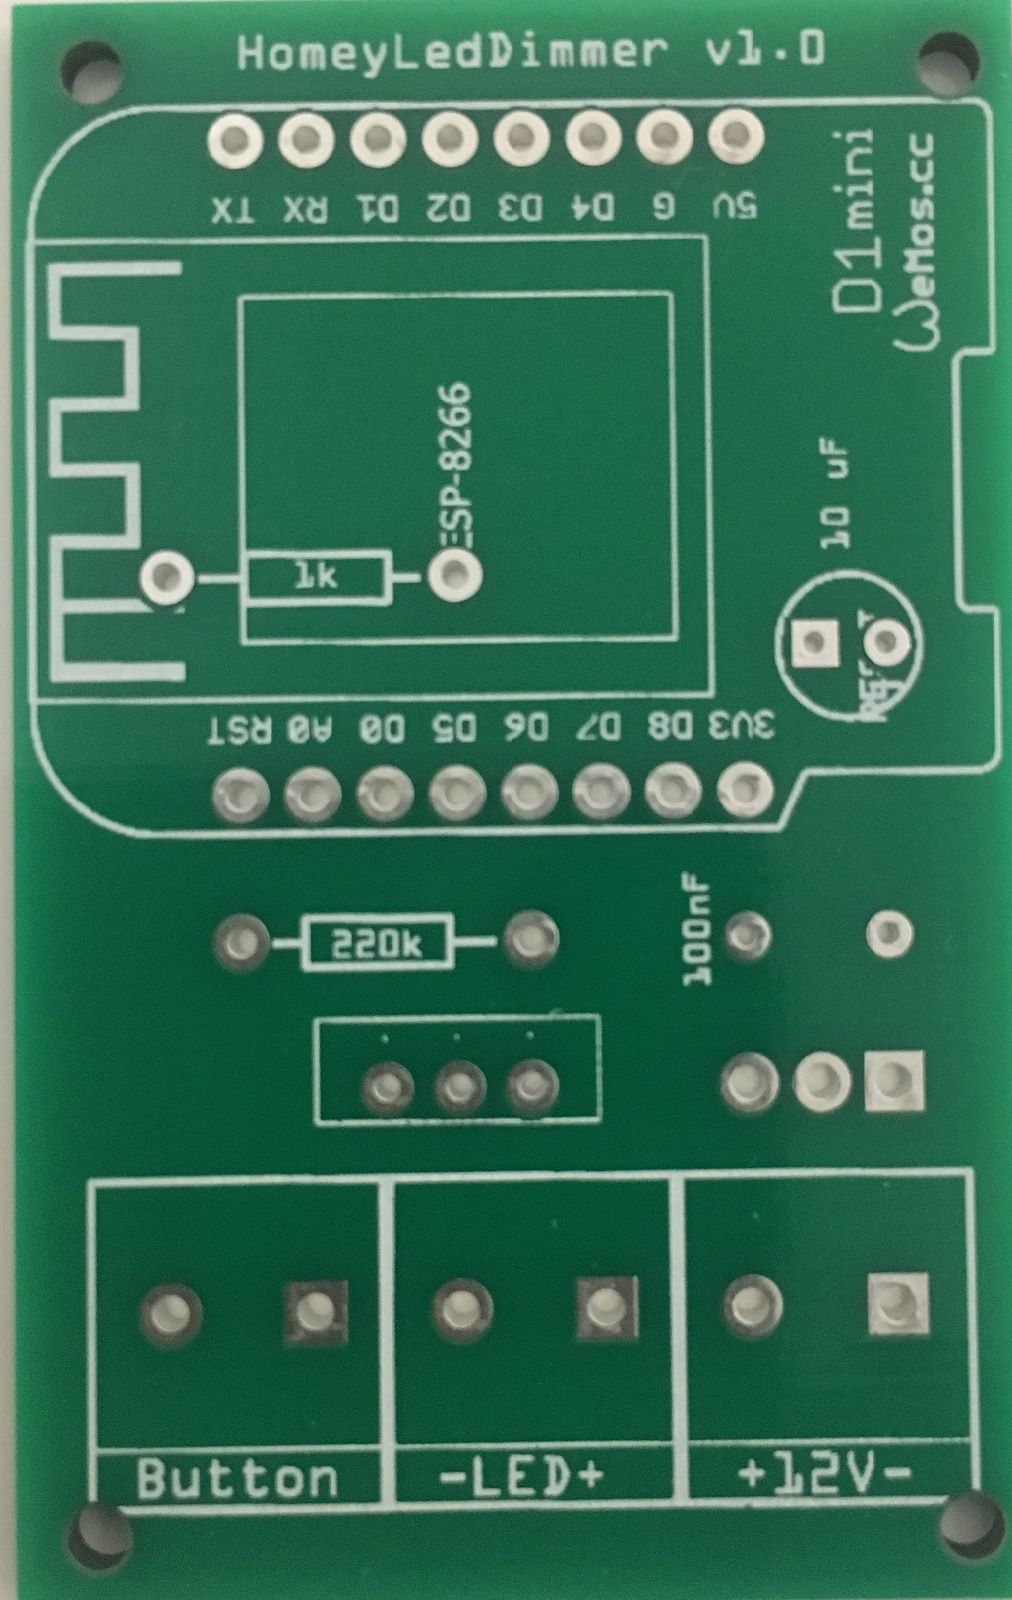 HomeyLedDimmer v1.0
TX RX D1 D2 D3 D4 G 5V
D1mini
WeMos.cc
ESP-8266
10 uF
1k
RST A0 D0 D5 D6 D7 D8 3V3
220k
100nF
Button
-LED+
+12V-